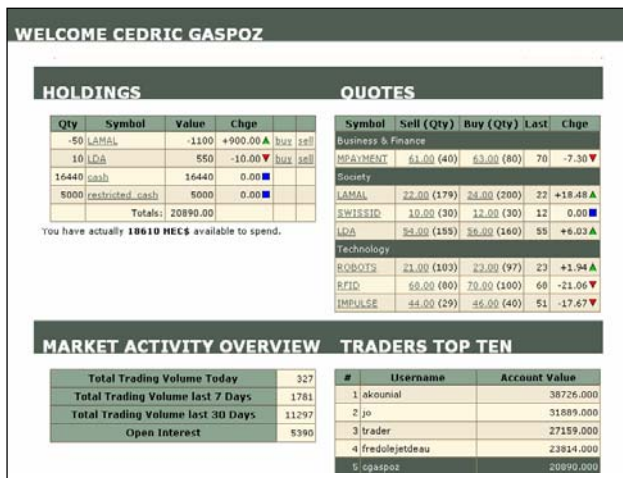 WELCOME CEDRIC GASPOZ
HOLDINGS
Qty Symbol Value Chge
-50 LAMAL -1100 +900.00 buy sell
10 LDA 550 -10.00 buy sell
16440 cash 16440 0.00
5000 restricted_cash 5000 0.00
Totals: 20890.00
You have actually 18610 HEC$ available to spend.
QUOTES
Symbol Sell (Qty) Buy (Qty) Last Chge
Business & Finance
MPAYMENT 61.00 (40) 63.00 (80) 70 -7.30
Society
LAMAL 22.00 (179) 24.00 (200) 22 +18.48
SWISSID 10.00 (30) 12.00 (30) 12 0.00
LDA 54.00 (155) 56.00 (160) 55 +6.03
Technology
ROBOTS 21.00 (103) 23.00 (97) 23 +1.94
RFID 68.00 (80) 70.00 (100) 68 -21.06
IMPULSE 44.00 (29) 46.00 (40) 51 -17.67
MARKET ACTIVITY OVERVIEW
Total Trading Volume Today 327
Total Trading Volume last 7 Days 1781
Total Trading Volume last 30 Days 11297
Open Interest 5390
TRADERS TOP TEN
# Username Account Value
1 akounial 38726.000
2 jo 31889.000
3 trader 27159.000
4 fredolejetdeau 23814.000
5 cgaspoz 20890.000